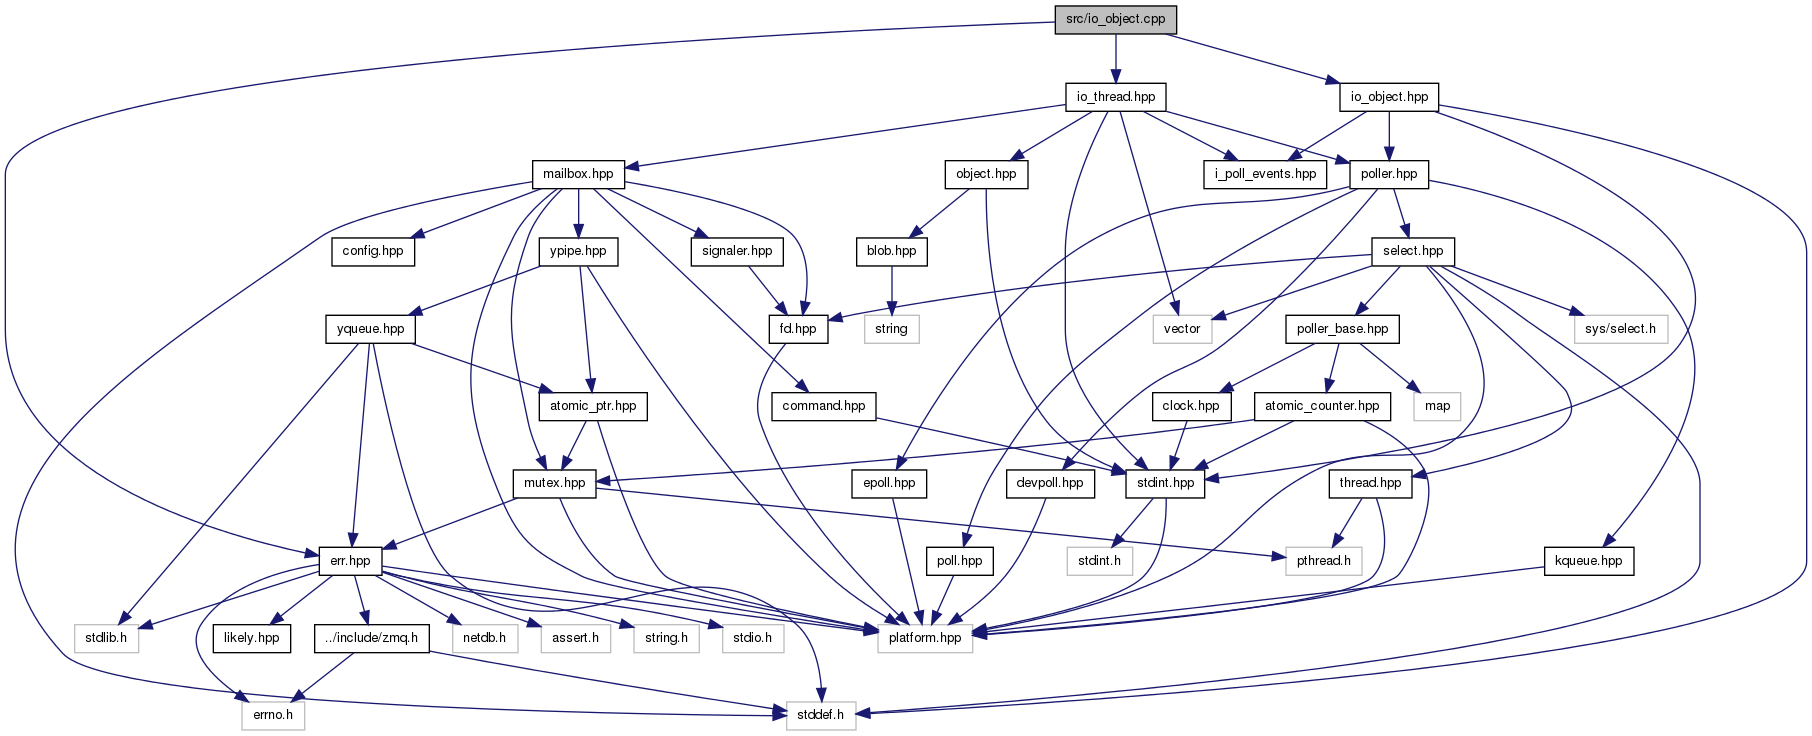 src/io_object.cpp
io_thread.hpp
io_object.hpp
mailbox.hpp
object.hpp
i_poll_events.hpp
poller.hpp
config.hpp
ypipe.hpp
signaler.hpp
blob.hpp
select.hpp
yqueue.hpp
fd.hpp
string
vector
poller_base.hpp
sys/select.h
atomic_ptr.hpp
command.hpp
clock.hpp
atomic_counter.hpp
map
mutex.hpp
epoll.hpp
devpoll.hpp
stdint.hpp
thread.hpp
err.hpp
poll.hpp
stdint.h
pthread.h
kqueue.hpp
stdlib.h
likely.hpp
../include/zmq.h
netdb.h
assert.h
string.h
stdio.h
platform.hpp
errno.h
stddef.h